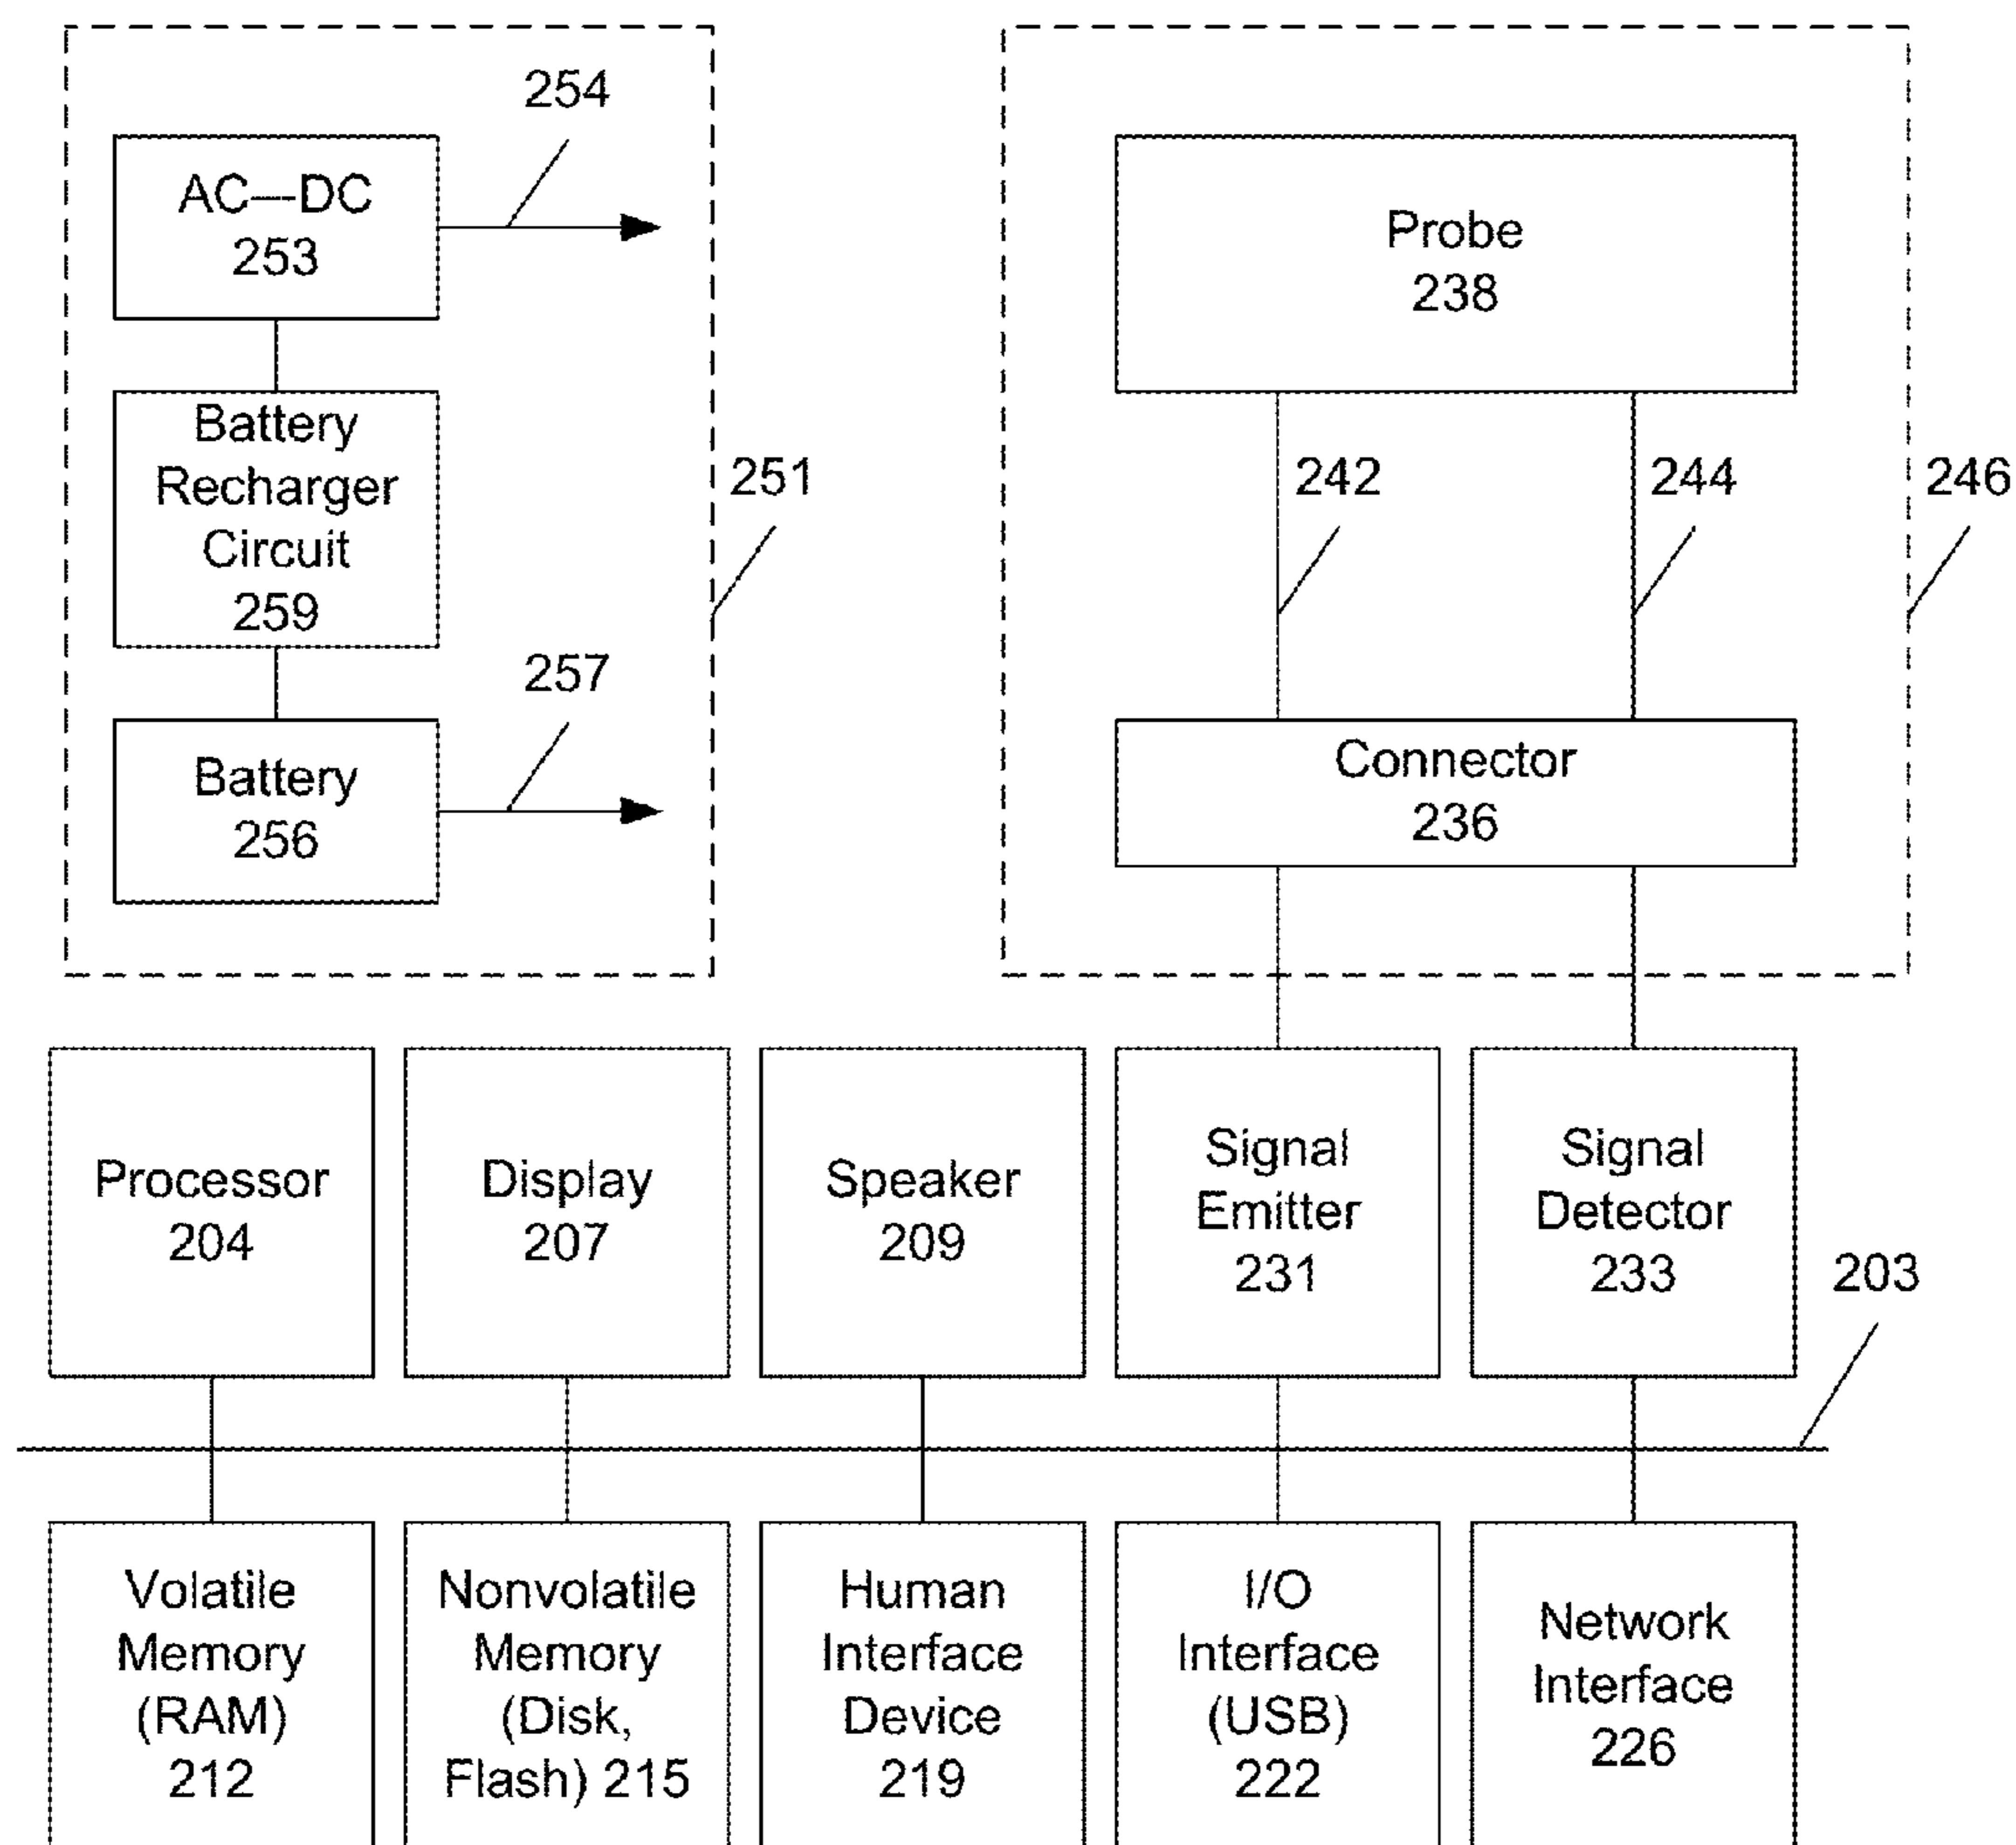 254
AC—DC
253
Battery
Recharger
Circuit
259
251
257
Battery
256
Probe
238
242
244
246
Connector
236
Processor
204
Display
207
Speaker
209
Signal
Emitter
231
Signal
Detector
233
203
Volatile
Memory
(RAM)
212
Nonvolatile
Memory
(Disk,
Flash) 215
Human
Interface
Device
219
I/O
Interface
(USB)
222
Network
Interface
226